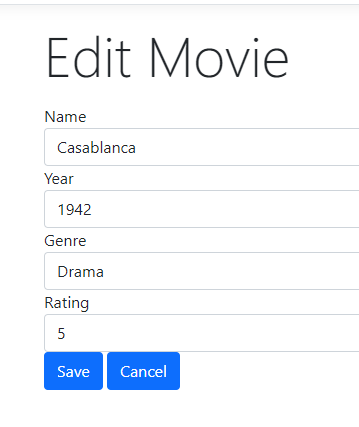 Edit Movie
Name
Casablanca
Year
1942
Genre
Drama
Rating
5
Save Cancel